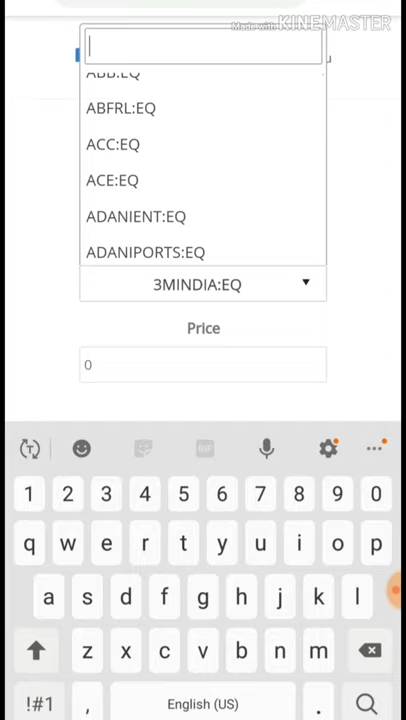 Made with KINEMASTER
ABB:EQ
ABFRL:EQ
ACC:EQ
ACE:EQ
ADANIENT:EQ
ADANIPORTS:EQ
3MINDIA:EQ
Price
0
T
GIF
1 2 3 4 5 6 7 8 9 0
q w e r t y u i o p
a s d f g h j k l
z x c v b n m
!#1 , English (US) .